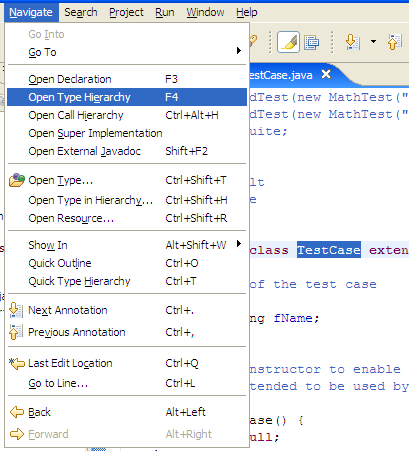 Navigate Search Project Run Window Help
Go Into
Go To
Open Declaration F3
Open Type Hierarchy F4
Open Call Hierarchy Ctrl+Alt+H
Open Super Implementation
Open External Javadoc Shift+F2
Open Type... Ctrl+Shift+T
Open Type in Hierarchy... Ctrl+Shift+H
Open Resource... Ctrl+Shift+R
Show In Alt+Shift+W
Quick Outline Ctrl+O
Quick Type Hierarchy Ctrl+T
Next Annotation Ctrl+.
Previous Annotation Ctrl+,
Last Edit Location Ctrl+Q
Go to Line... Ctrl+L
Back Alt+Left
Forward Alt+Right
estCase.java
dTest(new MathTest("
dTest(new MathTest("
uite;
lt
e
class TestCase exten
of the test case
ng fName;
nstructor to enable
tended to be used by
ase() {
ull;